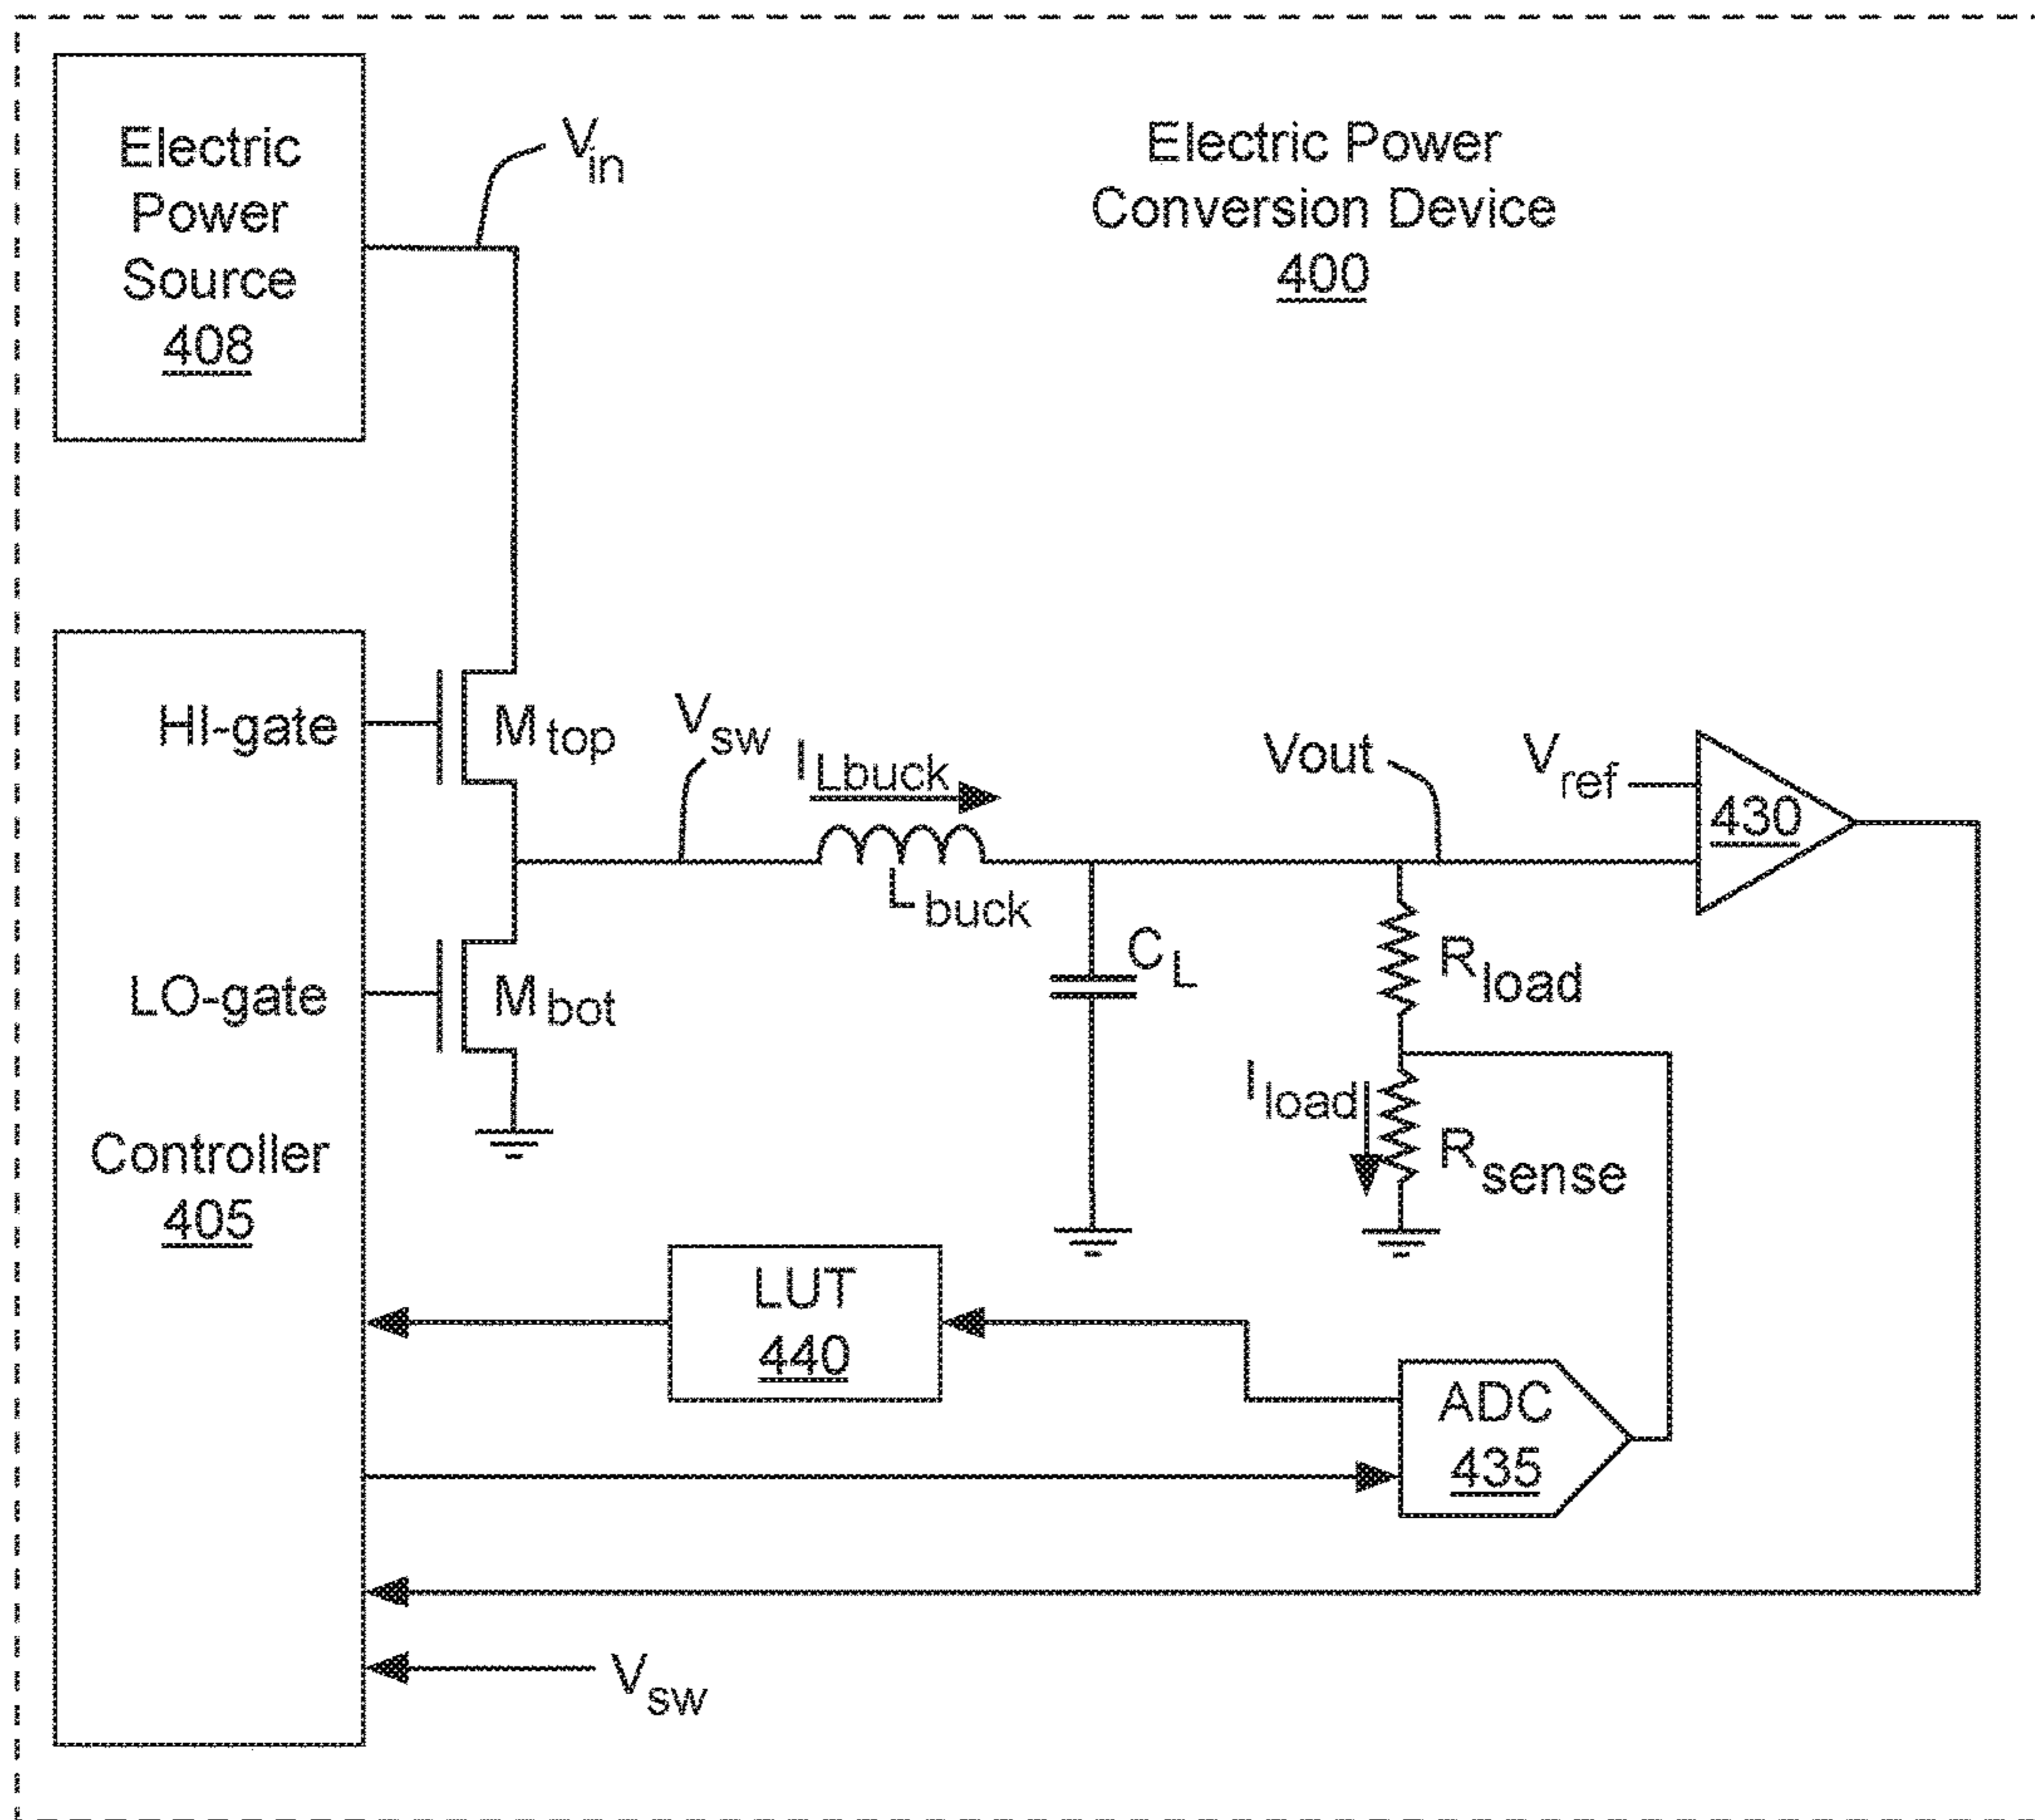 Electric
Power
Source
408
Vin
Electric Power
Conversion Device
400
HI-gate
Mtop
Vsw
ILbuck
Lbuck
Vout
Vref
430
LO-gate
Mbot
CL
Rload
Iload
Rsense
Controller
405
LUT
440
ADC
435
Vsw